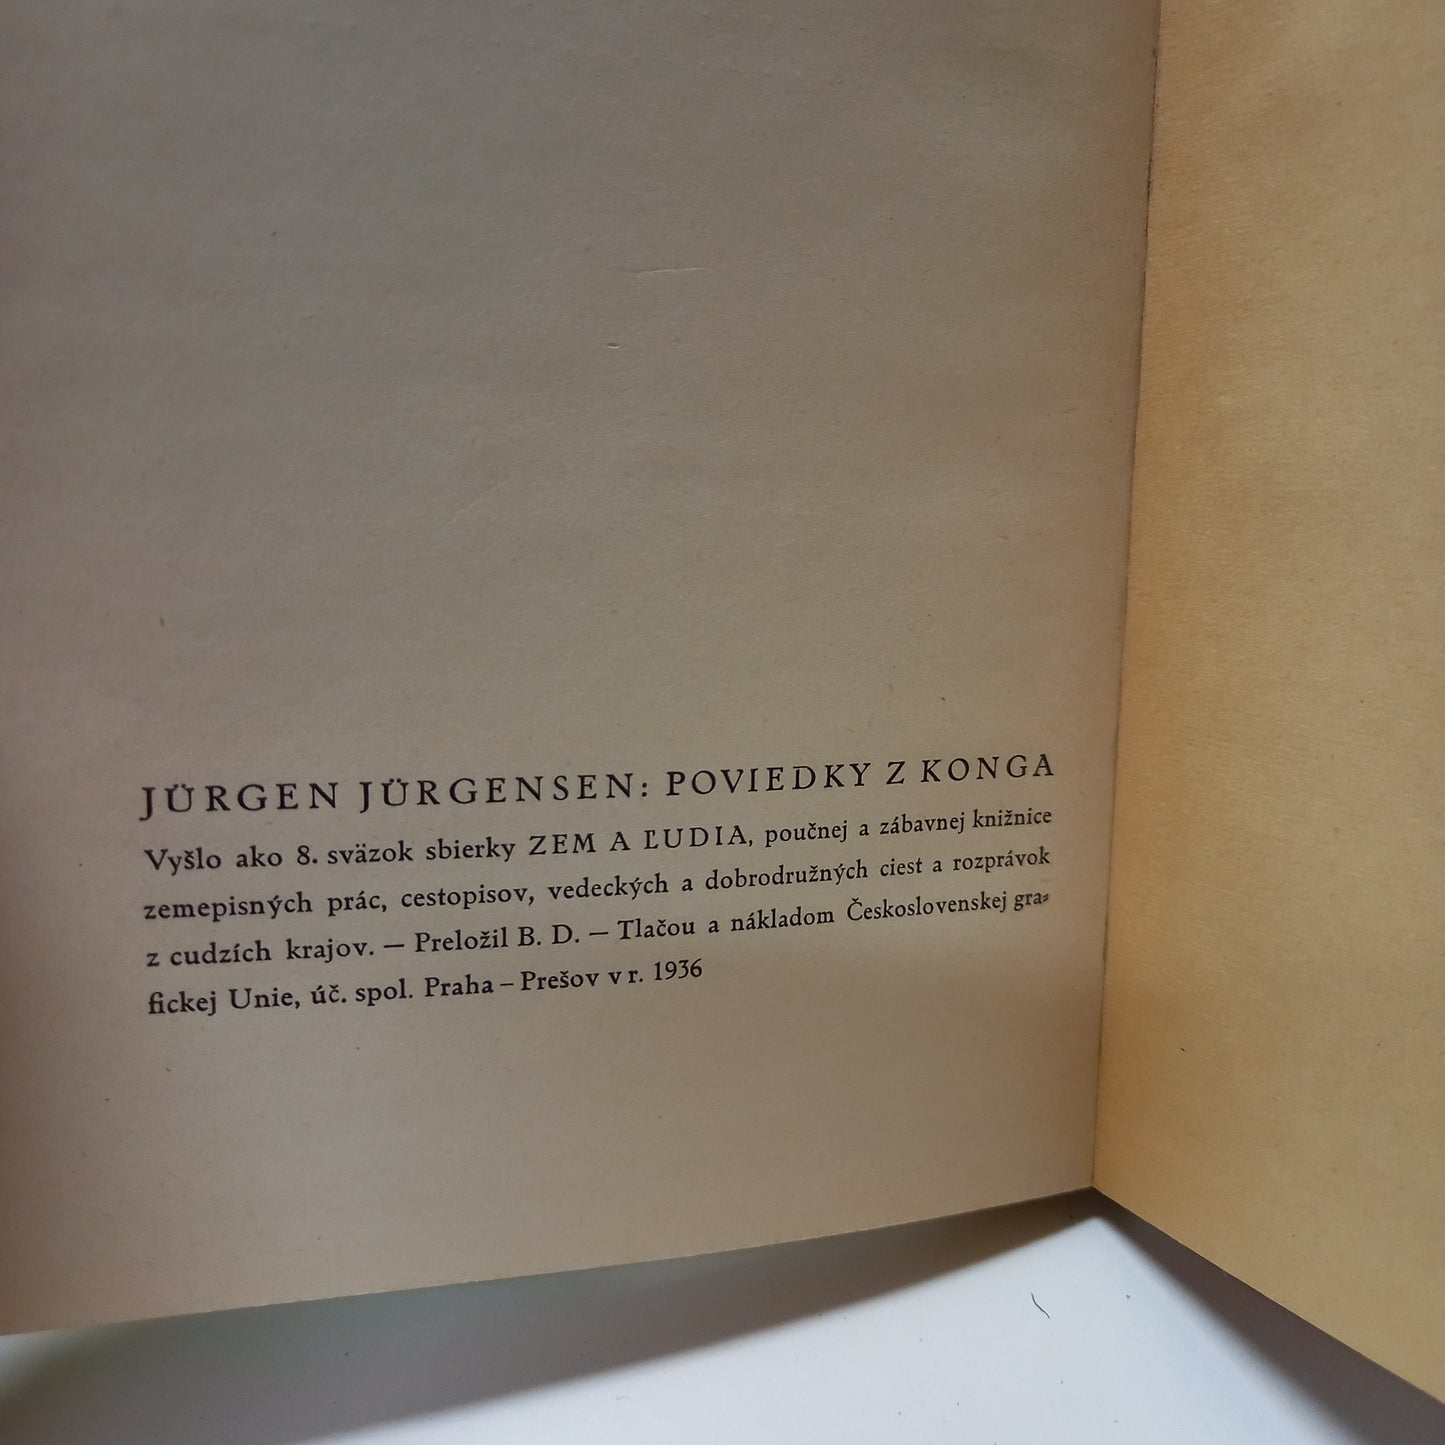 JÜRGEN JÜRGENSEN: POVIEDKY Z KONGA
Vyšlo ako 8. sväzok sbierky ZEM A ĽUDIA, poučnej a zábavnej knižnice
zemepisných prác, cestopisov, vedeckých a dobrodružných ciest a rozprávok
z cudzích krajov. — Preložil B. D. — Tlačou a nákladom Československej gra⸗
fickej Unie, úč. spol. Praha – Prešov v r. 1936